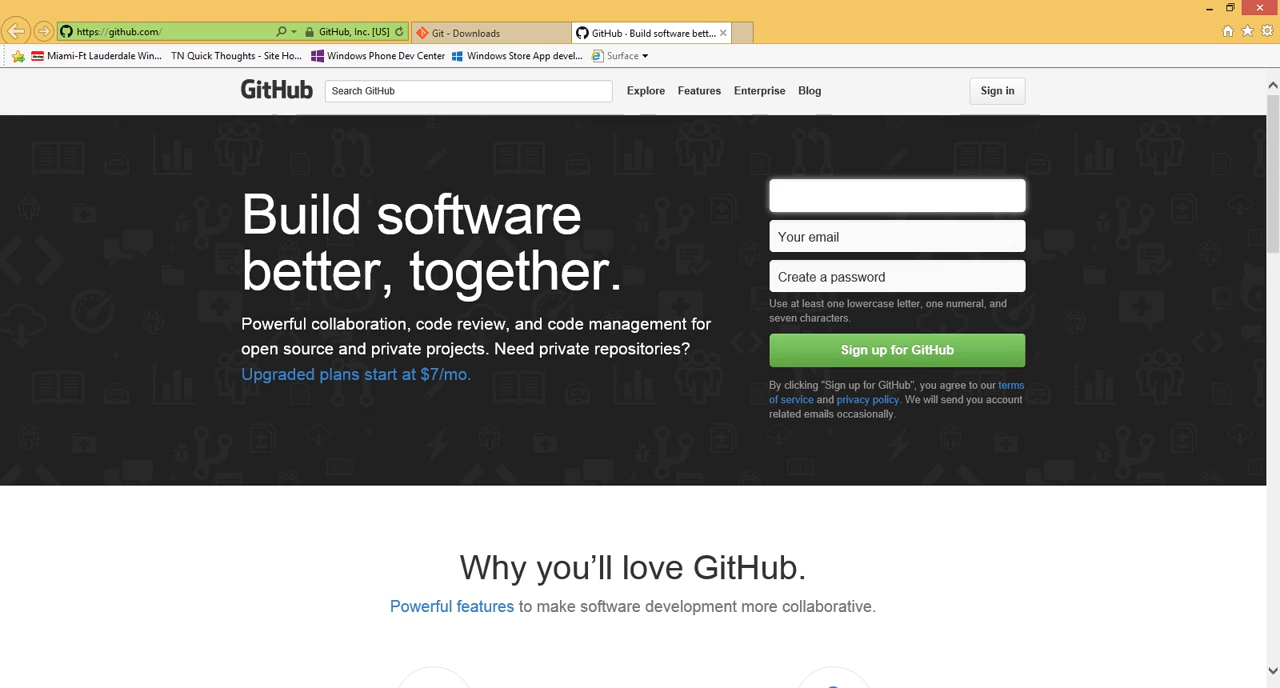 https://github.com/
GitHub, Inc. [US]
Git - Downloads
GitHub · Build software bett...
Miami-Ft Lauderdale Win...
TN Quick Thoughts - Site Ho...
Windows Phone Dev Center
Windows Store App devel...
Surface
GitHub
Search GitHub
Explore
Features
Enterprise
Blog
Sign in
Build software
better, together.
Powerful collaboration, code review, and code management for
open source and private projects. Need private repositories?
Upgraded plans start at $7/mo.
Your email
Create a password
Use at least one lowercase letter, one numeral, and
seven characters.
Sign up for GitHub
By clicking "Sign up for GitHub", you agree to our terms
of service and privacy policy. We will send you account
related emails occasionally.
Why you’ll love GitHub.
Powerful features to make software development more collaborative.